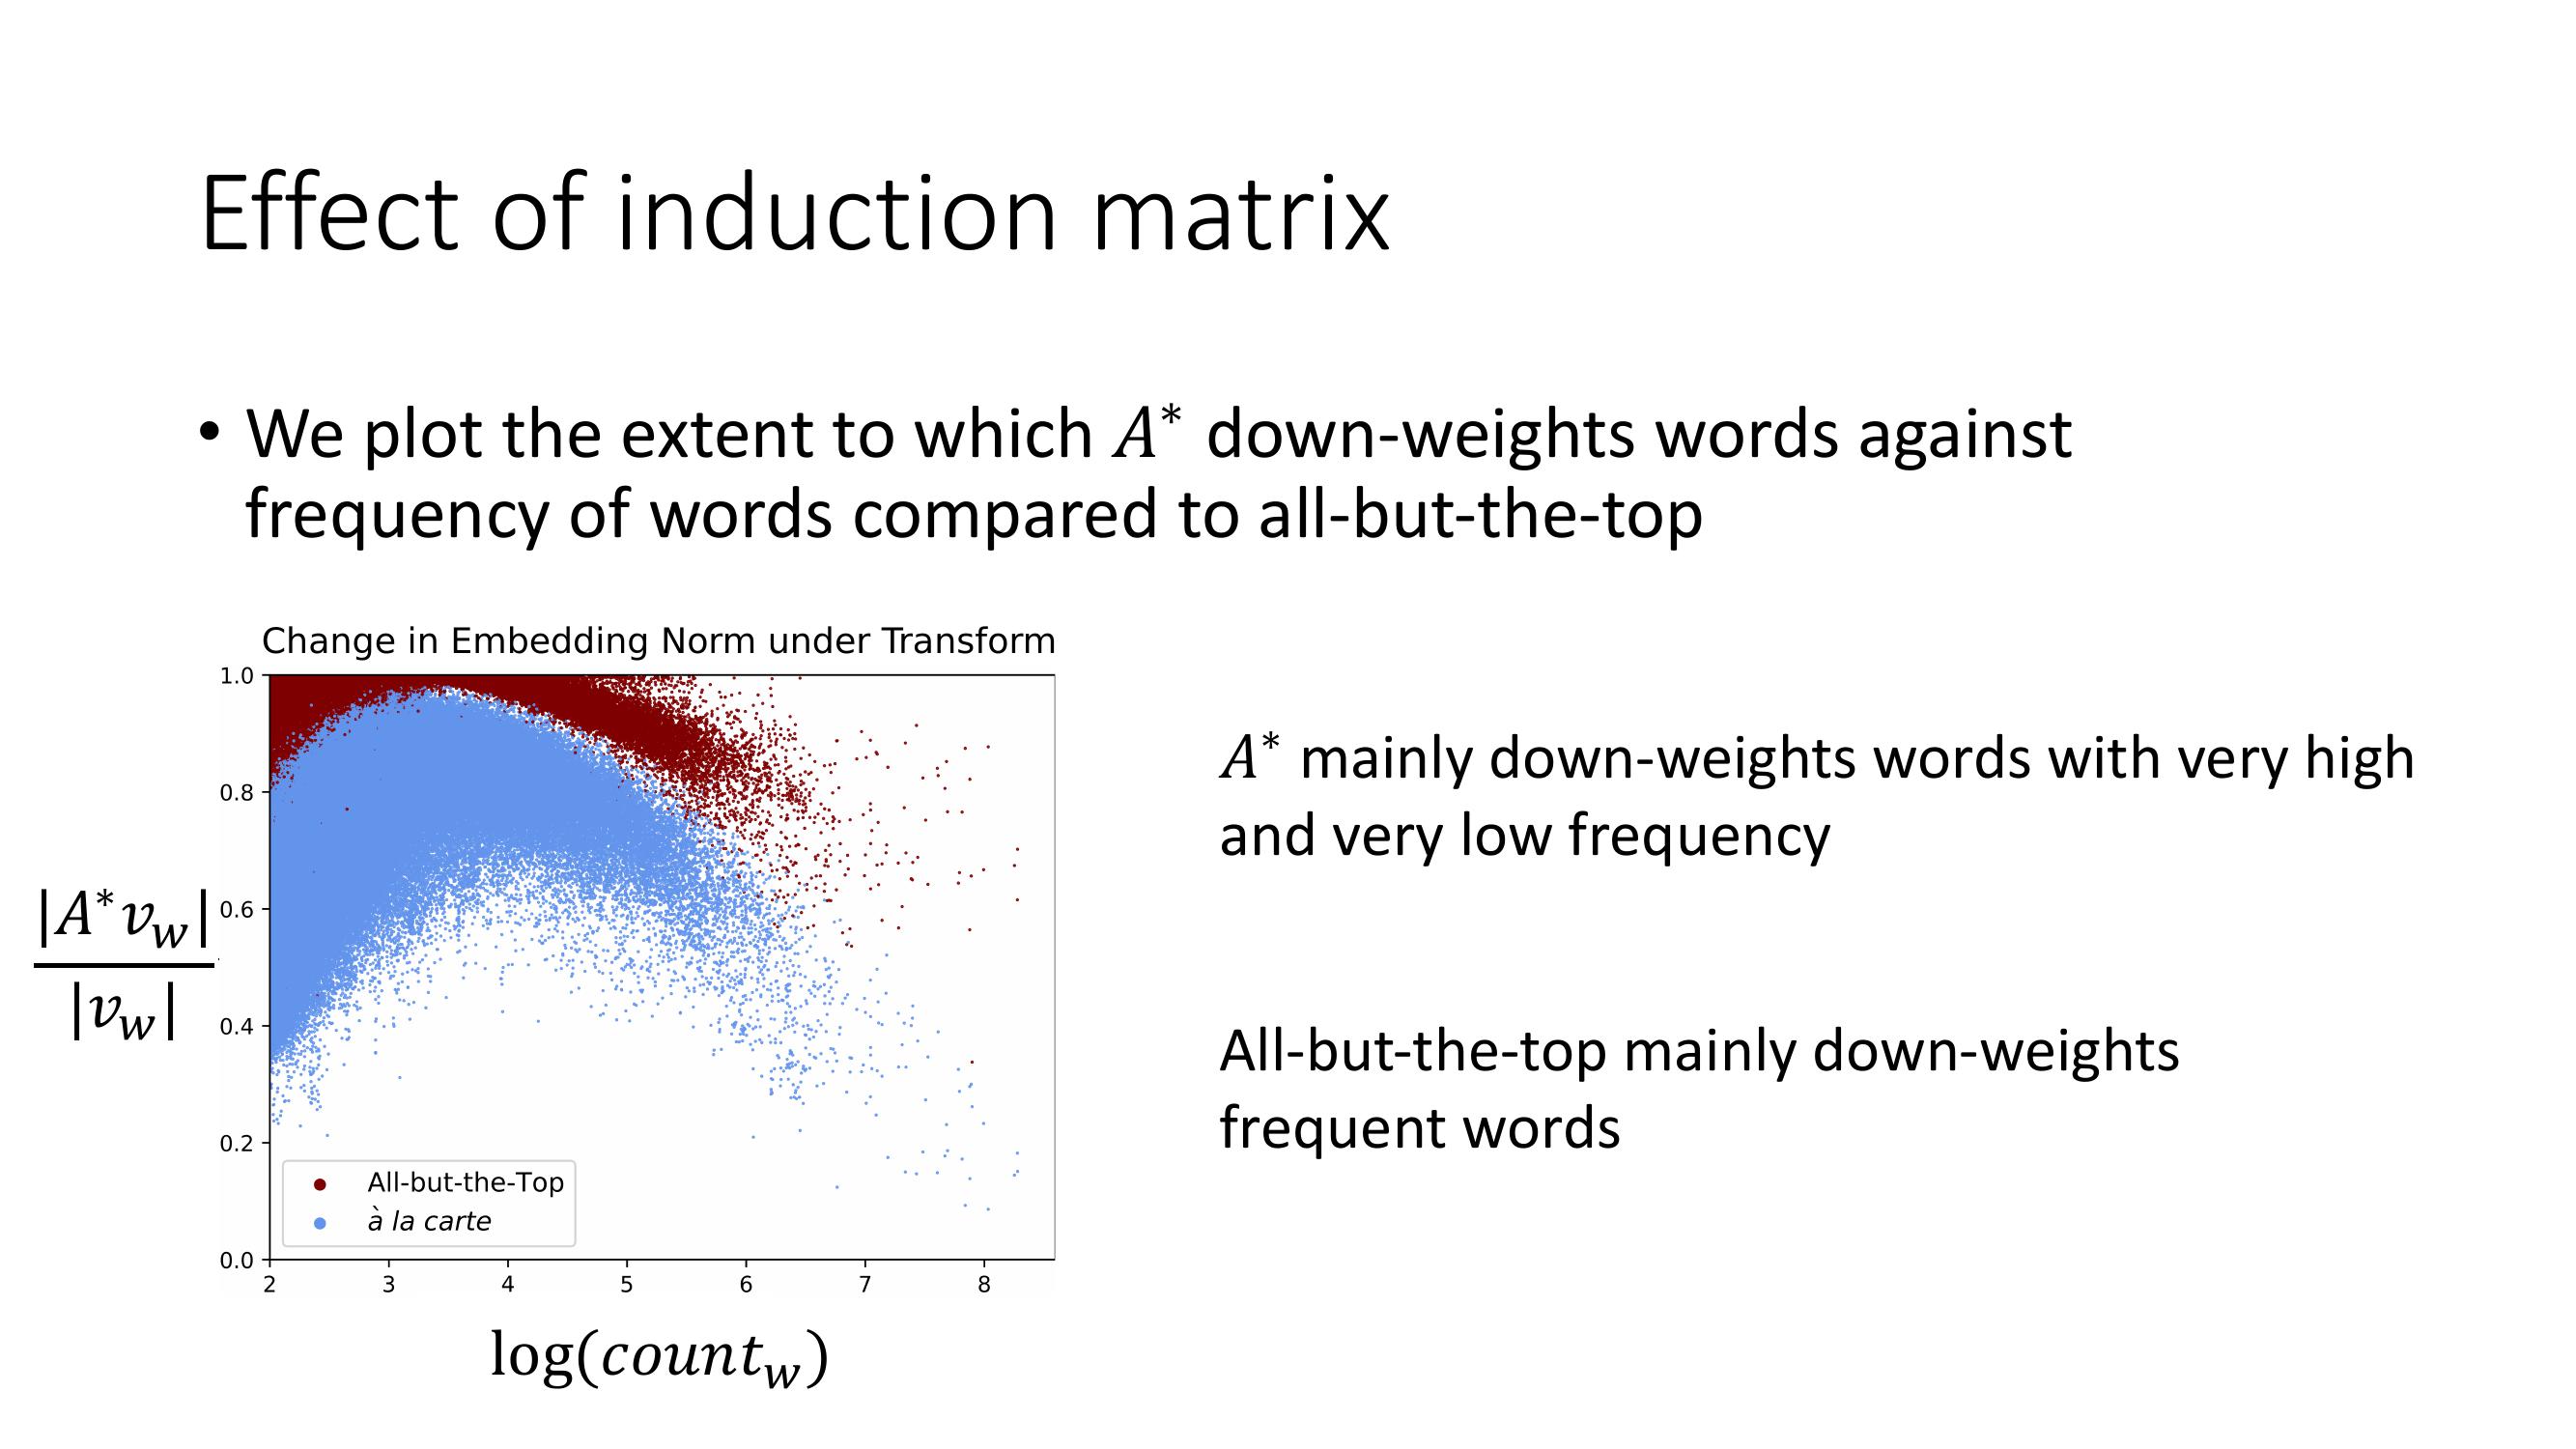 Effect of induction matrix
• We plot the extent to which A* down-weights words against
frequency of words compared to all-but-the-top
Change in Embedding Norm under Transform
1.0
0.8
0.6
0.4
0.2
0.0
|A*v_w|
|v_w|
All-but-the-Top
à la carte
2 3 4 5 6 7 8
log(count_w)
A* mainly down-weights words with very high
and very low frequency
All-but-the-top mainly down-weights
frequent words